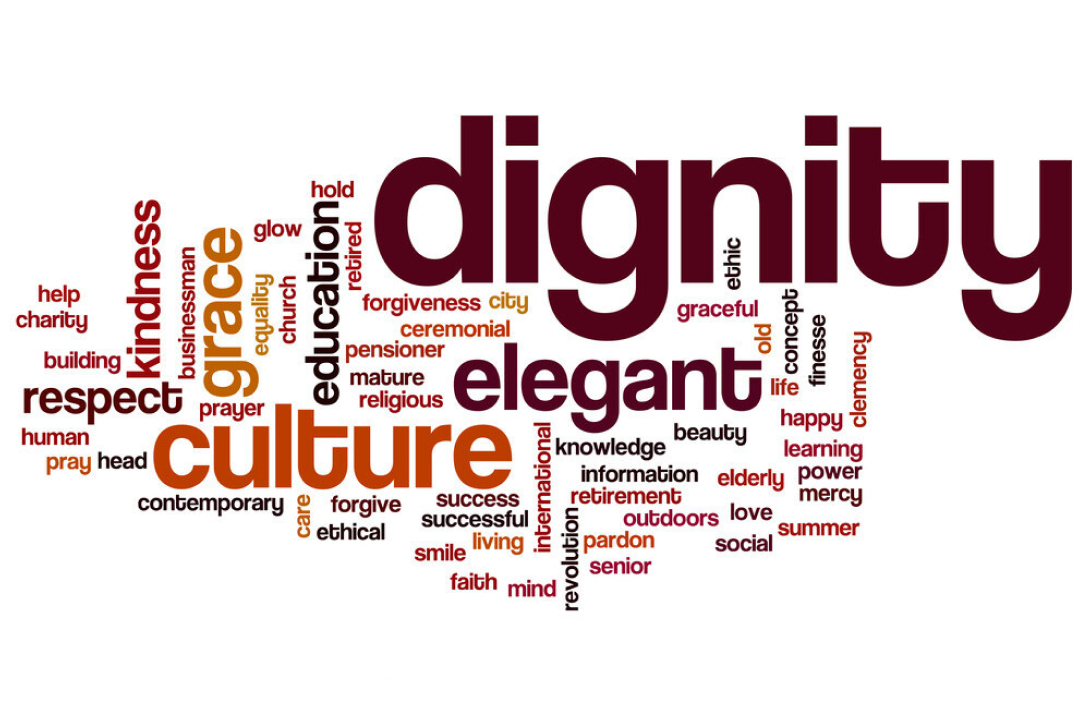 dignity
hold
kindness
education
glow
grace
retired
ethic
businessman
equality
church
help
charity
forgiveness
city
graceful
concept
ceremonial
old
finesse
clemency
building
pensioner
elegant
mature
life
respect
religious
prayer
happy
culture
human
beauty
knowledge
learning
pray
head
international
information
elderly
power
contemporary
care
forgive
success
retirement
mercy
ethical
successful
revolution
outdoors
love
summer
smile
living
pardon
social
senior
faith
mind